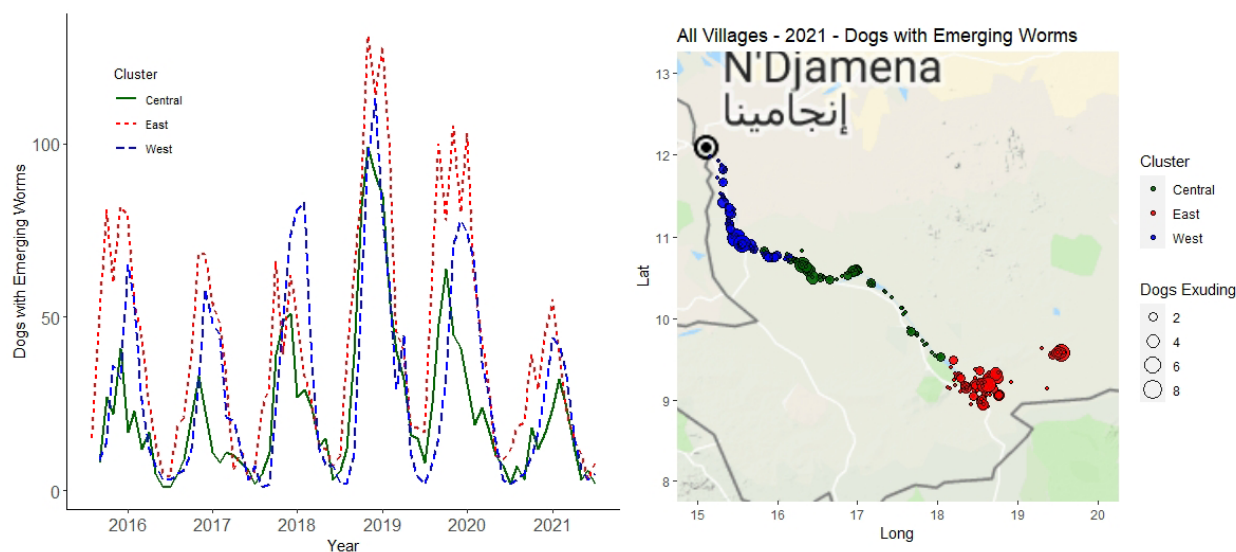 Cluster
Central
East
West
Dogs with Emerging Worms
100
50
0
2016 2017 2018 2019 2020 2021
Year
All Villages - 2021 - Dogs with Emerging Worms
N'Djamena
إنجامينا
Lat
13
12
11
10
9
8
15 16 17 18 19 20
Long
Cluster
Central
East
West
Dogs Exuding
2
4
6
8